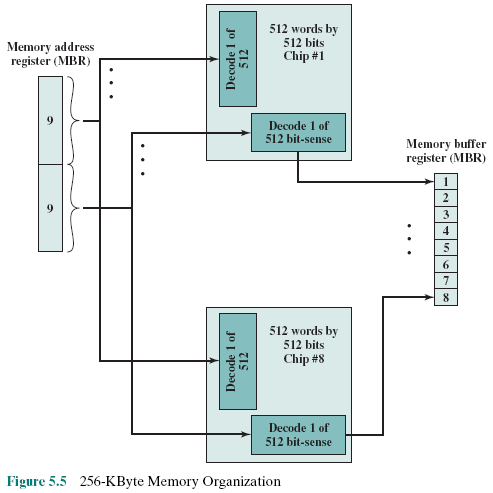 Memory address
register (MBR)
9
9
Decode 1 of
512
512 words by
512 bits
Chip #1
Decode 1 of
512 bit-sense
Memory buffer
register (MBR)
1
2
3
4
5
6
7
8
Decode 1 of
512
512 words by
512 bits
Chip #8
Decode 1 of
512 bit-sense
Figure 5.5 256-KByte Memory Organization